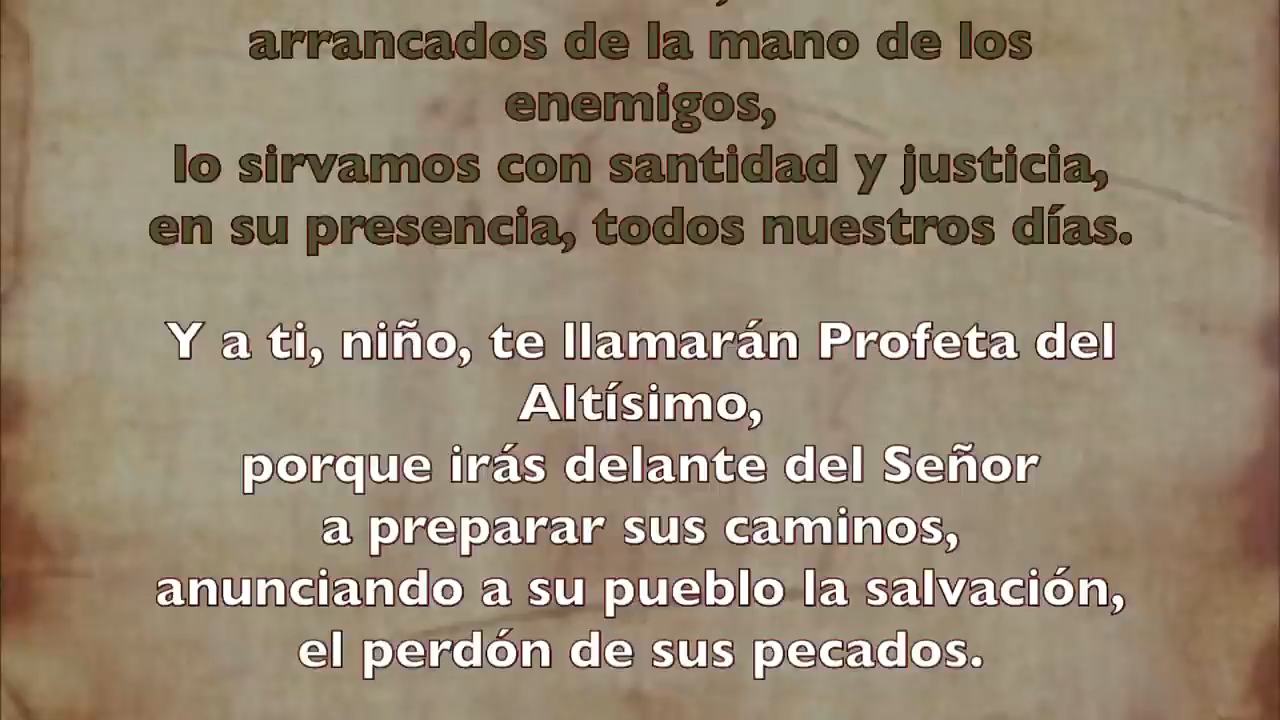 arrancados de la mano de los
enemigos,
lo sirvamos con santidad y justicia,
en su presencia, todos nuestros días.
Y a ti, niño, te llamarán Profeta del
Altísimo,
porque irás delante del Señor
a preparar sus caminos,
anunciando a su pueblo la salvación,
el perdón de sus pecados.